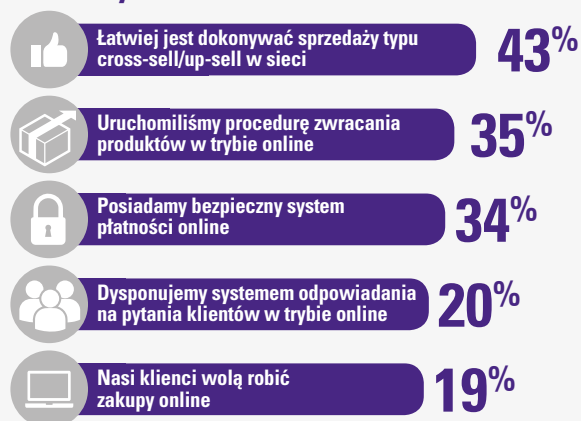 Łatwiej jest dokonywać sprzedaży typu
cross-sell/up-sell w sieci
43%
Uruchomiliśmy procedurę zwracania
produktów w trybie online
35%
Posiadamy bezpieczny system
płatności online
34%
Dysponujemy systemem odpowiadania
na pytania klientów w trybie online
20%
Nasi klienci wolą robić
zakupy online
19%